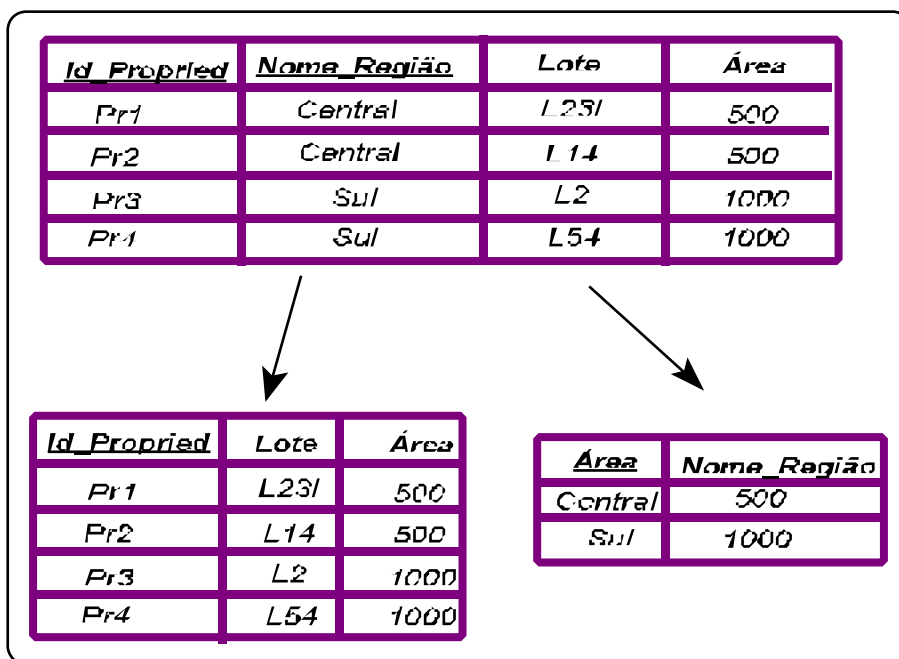 Id_Propried Nome_Região Lote Área
Pr1 Central L23I 500
Pr2 Central L14 500
Pr3 Sul L2 1000
Pr4 Sul L54 1000
Id_Propried Lote Área
Pr1 L23I 500
Pr2 L14 500
Pr3 L2 1000
Pr4 L54 1000
Área Nome_Região
Central 500
Sul 1000